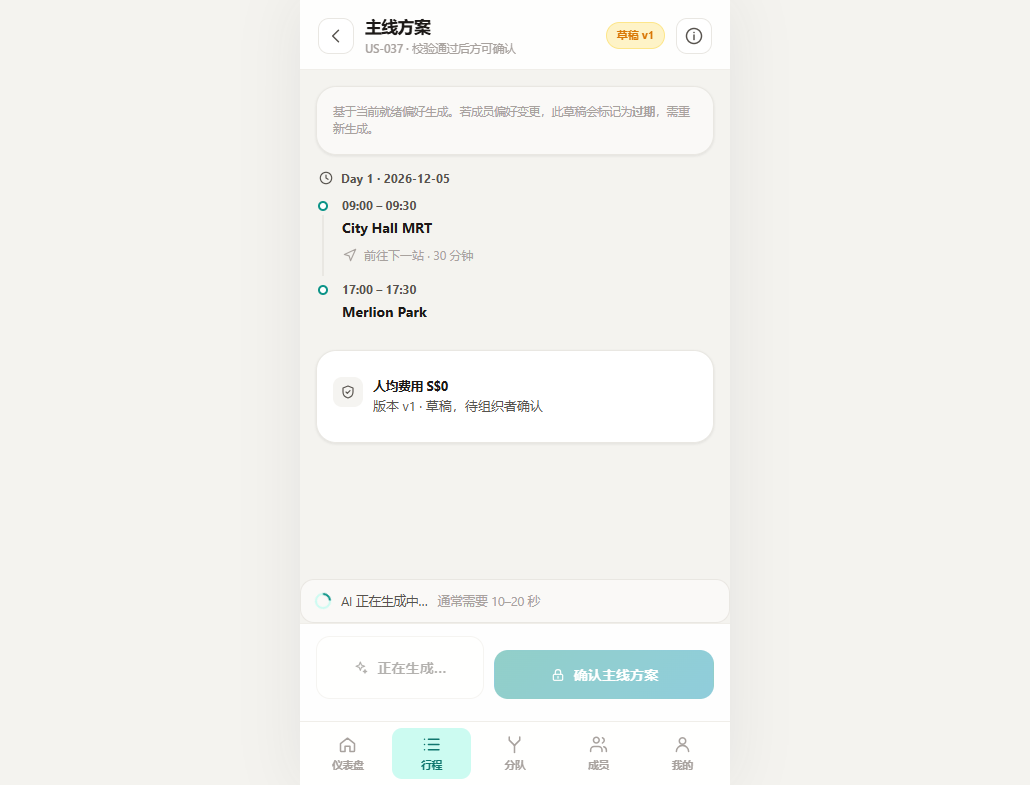 主线方案
US-037 · 校验通过后方可确认
草稿 v1
基于当前就绪偏好生成。若成员偏好变更，此草稿会标记为过期，需重
新生成。
Day 1 · 2026-12-05
09:00 – 09:30
City Hall MRT
前往下一站 · 30 分钟
17:00 – 17:30
Merlion Park
人均费用 S$0
版本 v1 · 草稿，待组织者确认
AI 正在生成中... 通常需要 10–20 秒
正在生成...
确认主线方案
仪表盘
行程
分队
成员
我的